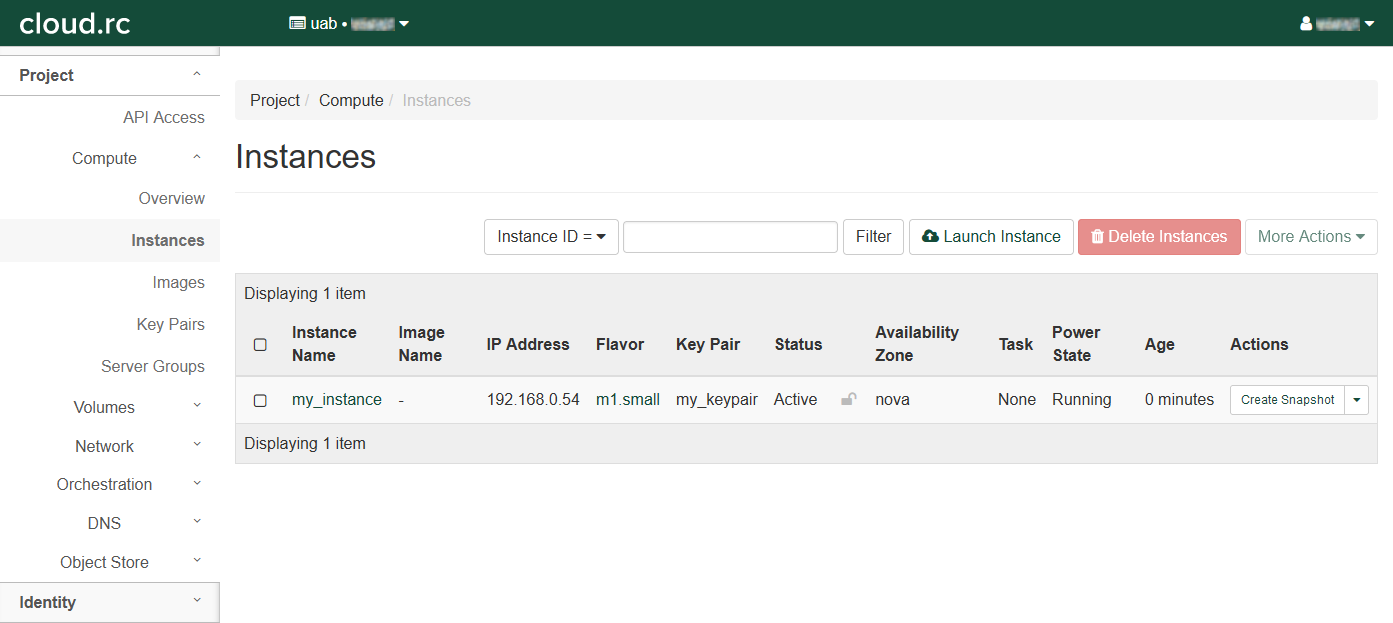 cloud.rc
uab •
Project
API Access
Compute
Overview
Instances
Images
Key Pairs
Server Groups
Volumes
Network
Orchestration
DNS
Object Store
Identity
Project / Compute / Instances
Instances
Instance ID = Filter Launch Instance Delete Instances More Actions
Displaying 1 item
Instance Name Image Name IP Address Flavor Key Pair Status Availability Zone Task Power State Age Actions
my_instance - 192.168.0.54 m1.small my_keypair Active nova None Running 0 minutes Create Snapshot
Displaying 1 item